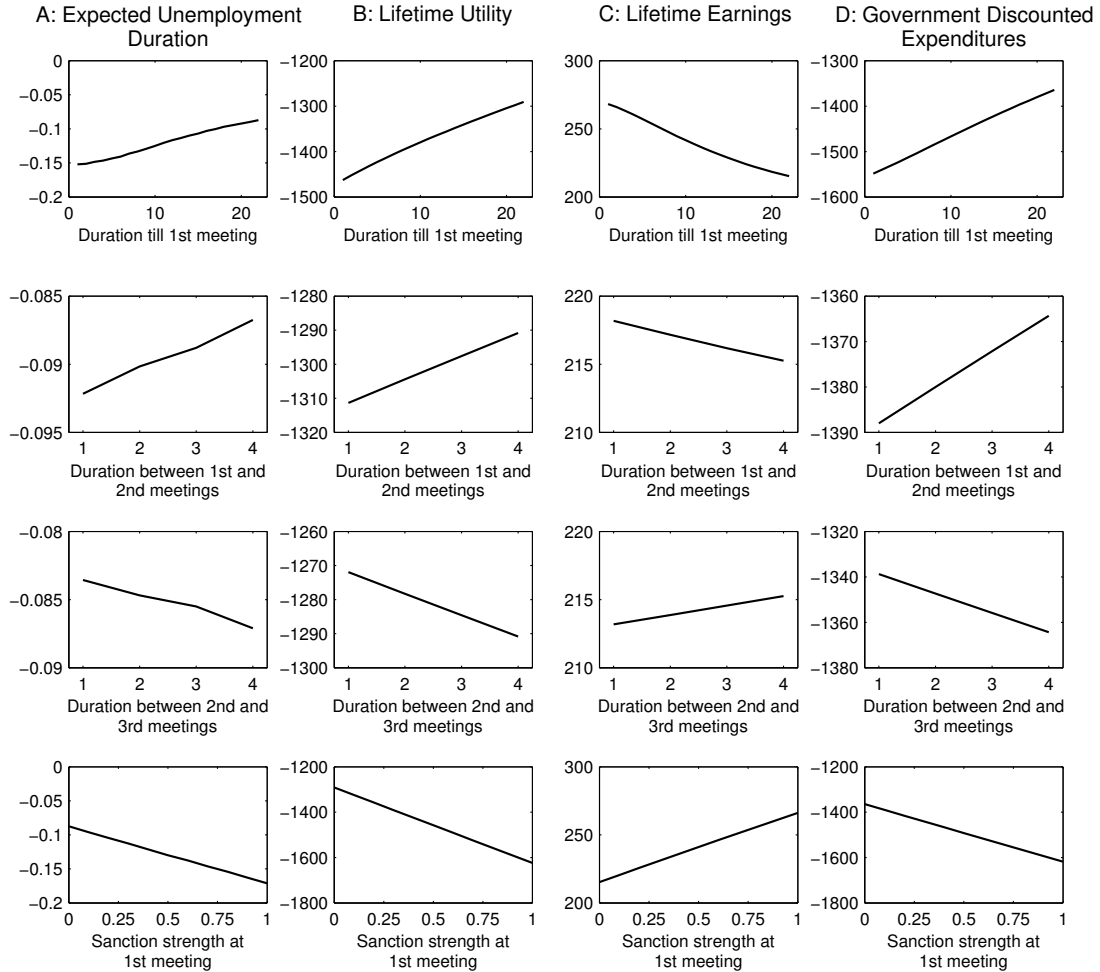 A: Expected Unemployment
Duration
B: Lifetime Utility
C: Lifetime Earnings
D: Government Discounted
Expenditures
0
−0.05
−0.1
−0.15
−0.2
0 10 20
Duration till 1st meeting
−1200
−1300
−1400
−1500
0 10 20
Duration till 1st meeting
300
250
200
0 10 20
Duration till 1st meeting
−1300
−1400
−1500
−1600
0 10 20
Duration till 1st meeting
−0.085
−0.09
−0.095
1 2 3 4
Duration between 1st and
2nd meetings
−1280
−1290
−1300
−1310
−1320
1 2 3 4
Duration between 1st and
2nd meetings
220
215
210
1 2 3 4
Duration between 1st and
2nd meetings
−1360
−1370
−1380
−1390
1 2 3 4
Duration between 1st and
2nd meetings
−0.08
−0.085
−0.09
1 2 3 4
Duration between 2nd and
3rd meetings
−1260
−1270
−1280
−1290
−1300
1 2 3 4
Duration between 2nd and
3rd meetings
220
215
210
1 2 3 4
Duration between 2nd and
3rd meetings
−1320
−1340
−1360
−1380
1 2 3 4
Duration between 2nd and
3rd meetings
0
−0.05
−0.1
−0.15
−0.2
0 0.25 0.5 0.75 1
Sanction strength at
1st meeting
−1200
−1400
−1600
−1800
0 0.25 0.5 0.75 1
Sanction strength at
1st meeting
300
250
200
0 0.25 0.5 0.75 1
Sanction strength at
1st meeting
−1200
−1400
−1600
−1800
0 0.25 0.5 0.75 1
Sanction strength at
1st meeting